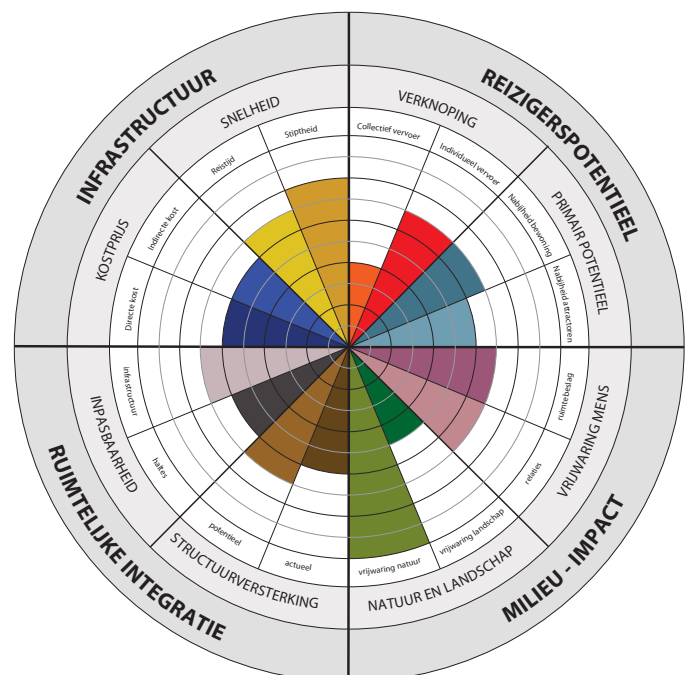 INFRASTRUCTUUR
REIZIGERSPOTENTIEEL
SNELHEID
VERKNOPING
KOSTPRIJS
PRIMAIR POTENTIEEL
Stiptheid
Collectief vervoer
Reistijd
Individueel vervoer
Indirecte kost
Nabijheid bewoning
Directe kost
Nabijheid attractoren
infrastructuur
ruimtebeslag
haltes
relaties
potentieel
vrijwaring landschap
actueel
vrijwaring natuur
INPASBAARHEID
VRIJWARING MENS
STRUCTUURVERSTERKING
NATUUR EN LANDSCHAP
RUIMTELIJKE INTEGRATIE
MILIEU - IMPACT